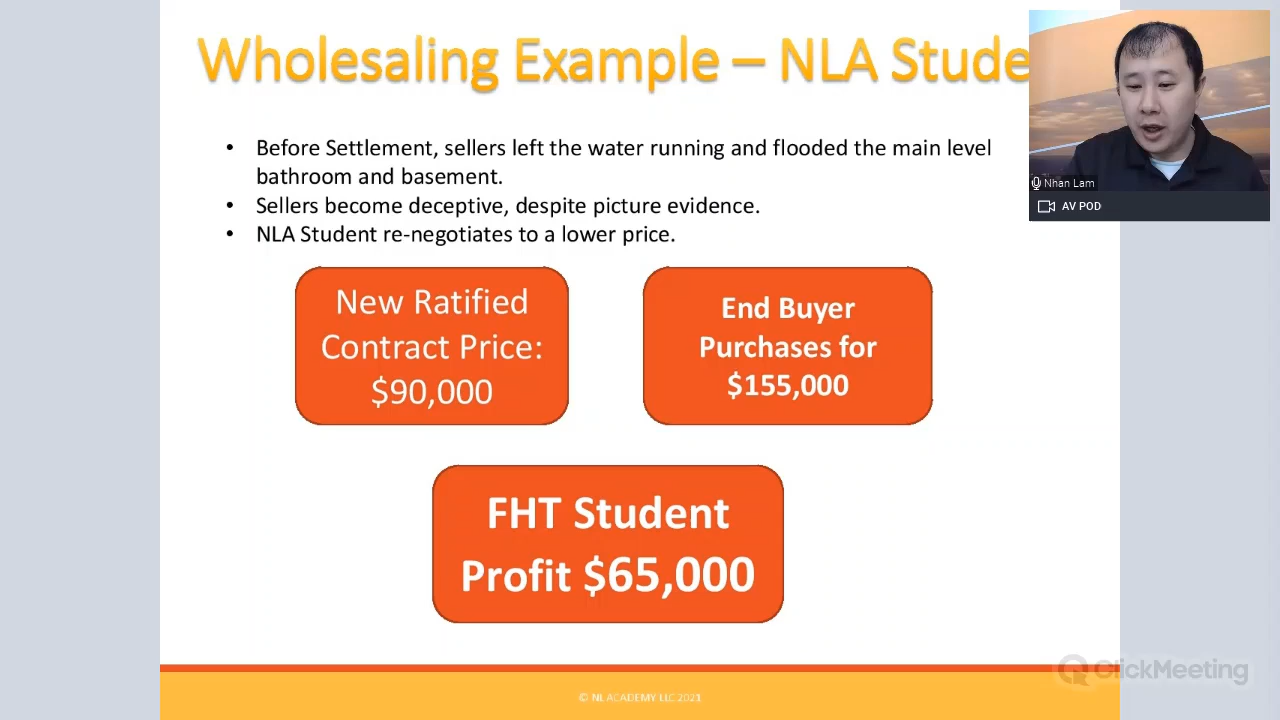 Wholesaling Example – NLA Stude
• Before Settlement, sellers left the water running and flooded the main level
bathroom and basement.
• Sellers become deceptive, despite picture evidence.
• NLA Student re-negotiates to a lower price.
Nhan Lam
AV POD
New Ratified
Contract Price:
$90,000
End Buyer
Purchases for
$155,000
FHT Student
Profit $65,000
ClickMeeting
© NL ACADEMY LLC 2021